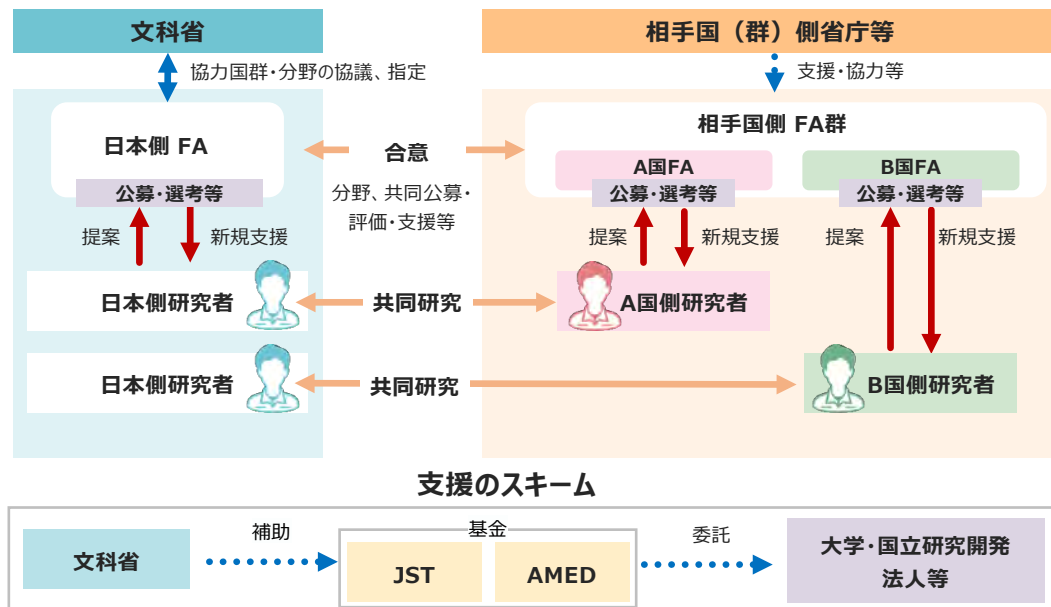 文科省
相手国（群）側省庁等
協力国群・分野の協議、指定
支援・協力等
日本側 FA
合意
相手国側 FA群
A国FA
B国FA
公募・選考等
分野、共同公募・
評価・支援等
公募・選考等
公募・選考等
提案
新規支援
提案
新規支援
提案
新規支援
日本側研究者
共同研究
A国側研究者
日本側研究者
共同研究
B国側研究者
支援のスキーム
文科省
補助
基金
JST
AMED
委託
大学・国立研究開発
法人等